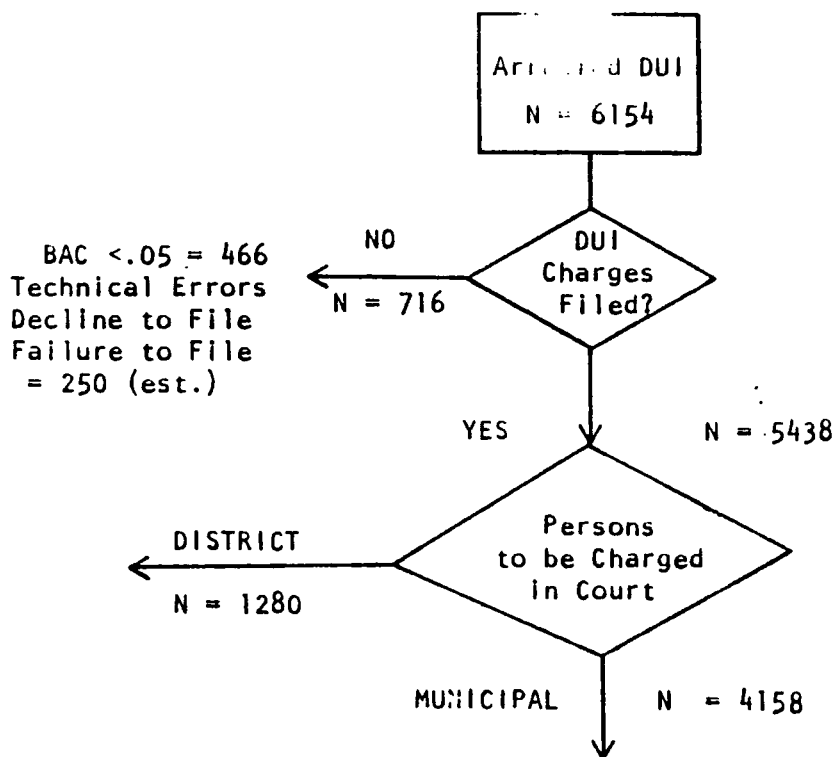 DUI
N = 6154
DUI
Charges
Filed?
NO
N = 716
BAC <.05 = 466
Technical Errors
Decline to File
Failure to File
= 250 (est.)
YES
N = 5438
Persons
to be Charged
in Court
DISTRICT
N = 1280
MUNICIPAL
N = 4158